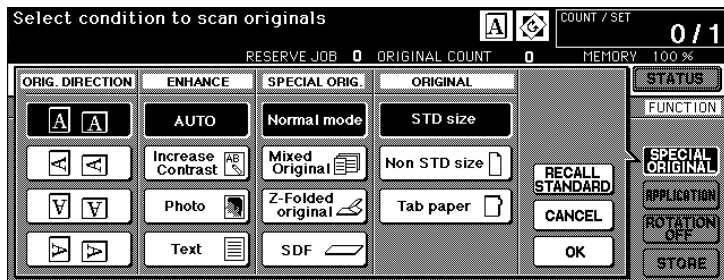 Select condition to scan originals
A
COUNT / SET
0/1
RESERVE JOB 0 ORIGINAL COUNT 0 MEMORY 100 %
ORIG. DIRECTION ENHANCE SPECIAL ORIG. ORIGINAL STATUS
FUNCTION
A A AUTO Normal mode STD size
A A Increase Contrast AB Mixed Original Non STD size
RECALL STANDARD
SPECIAL ORIGINAL
A A Photo Z-Folded original Tab paper
CANCEL
APPLICATION
ROTATION OFF
A A Text SDF
OK
STORE